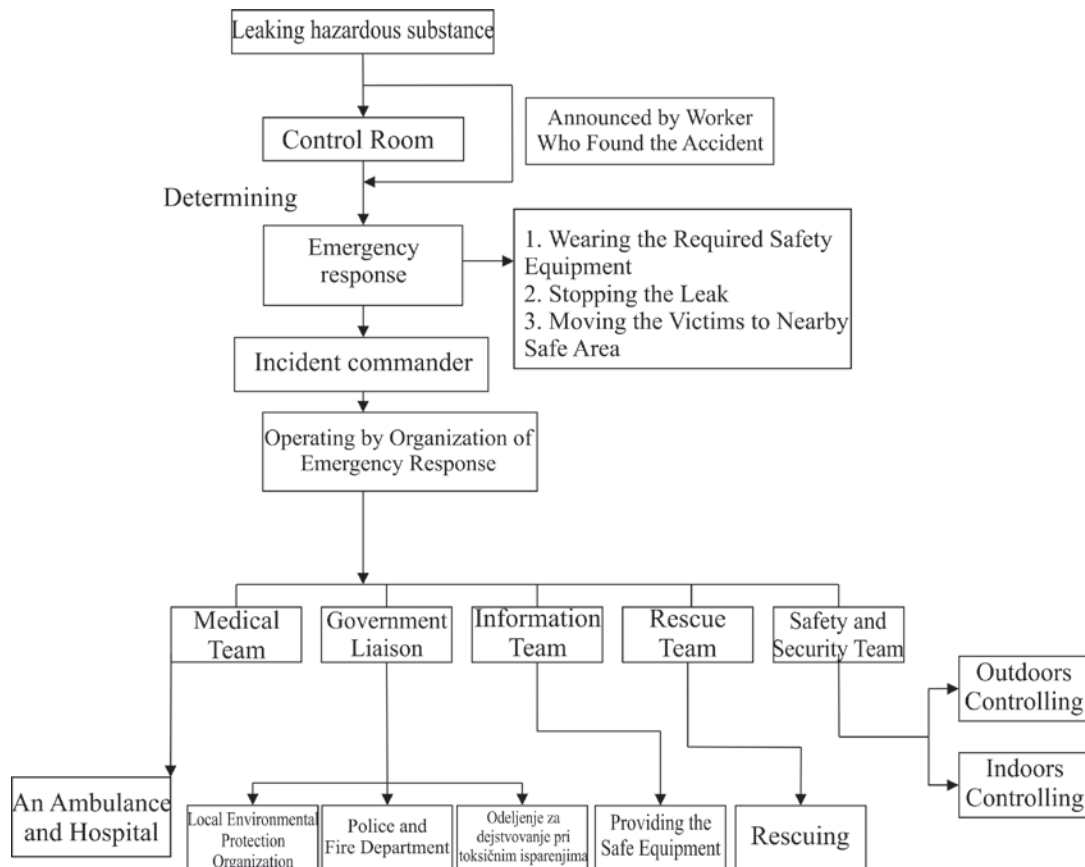 Leaking hazardous substance
Announced by Worker
Who Found the Accident
Control Room
Determining
Emergency
response
1. Wearing the Required Safety
Equipment
2. Stopping the Leak
3. Moving the Victims to Nearby
Safe Area
Incident commander
Operating by Organization of
Emergency Response
Medical
Team
Government
Liaison
Information
Team
Rescue
Team
Safety and
Security Team
Outdoors
Controlling
Indoors
Controlling
An Ambulance
and Hospital
Local Environmental
Protection
Organization
Police and
Fire Department
Odeljenje za
dejstvovanje pri
toksičnim isparenjima
Providing the
Safe Equipment
Rescuing